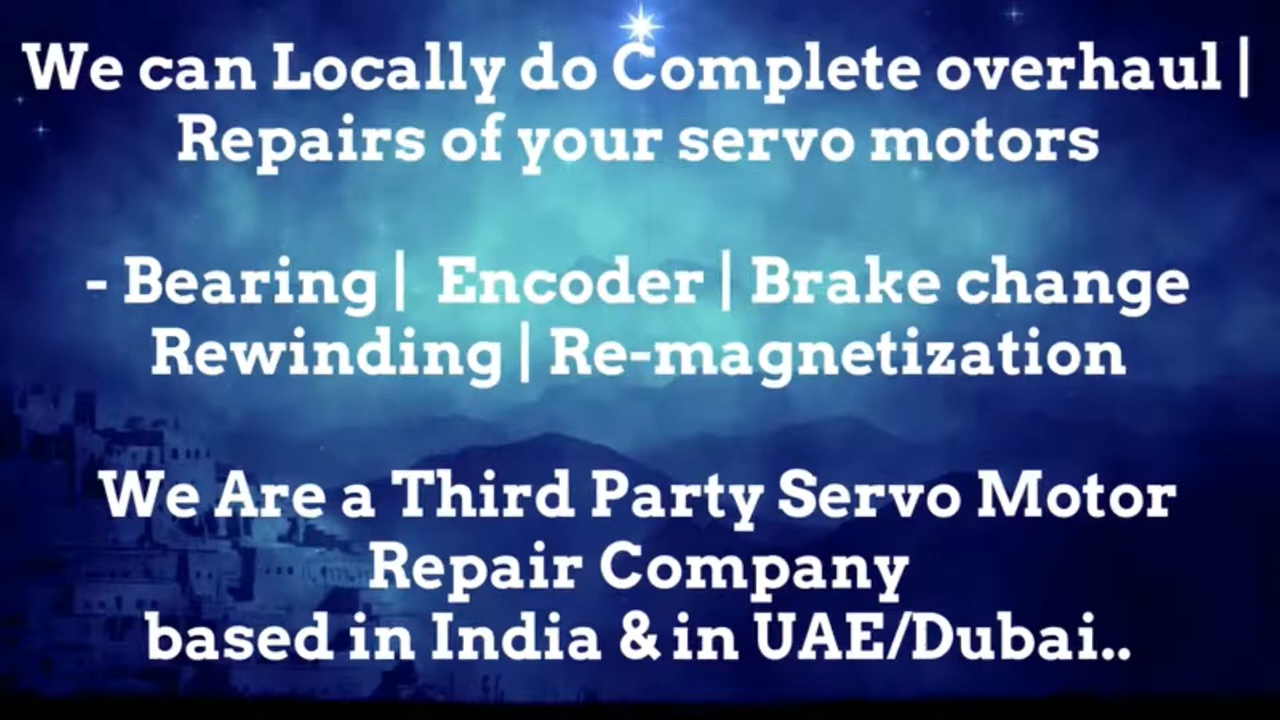 We can Locally do Complete overhaul |
Repairs of your servo motors
- Bearing | Encoder | Brake change
Rewinding | Re-magnetization
We Are a Third Party Servo Motor
Repair Company
based in India & in UAE/Dubai..